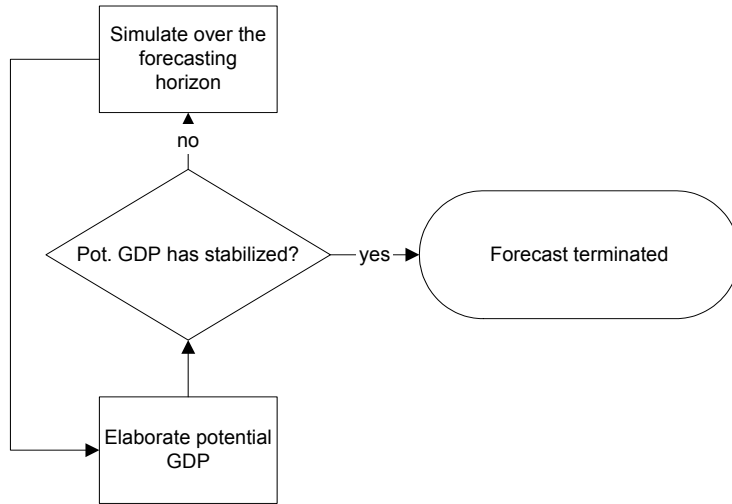 Simulate over the
forecasting
horizon
no
Pot. GDP has stabilized?
yes
Forecast terminated
Elaborate potential
GDP